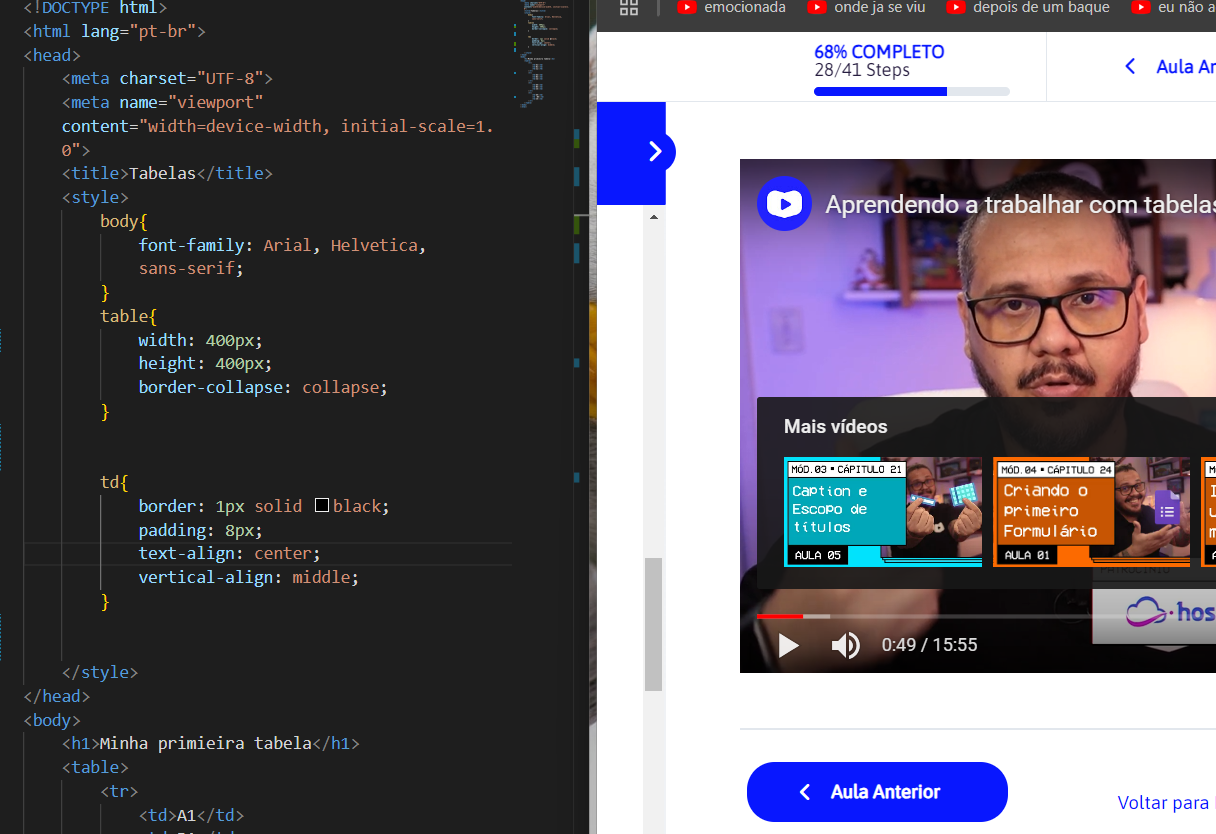 <!DOCTYPE html>
<html lang="pt-br">
<head>
<meta charset="UTF-8">
<meta name="viewport"
content="width=device-width, initial-scale=1.
0">
<title>Tabelas</title>
<style>
body{
font-family: Arial, Helvetica,
sans-serif;
}
table{
width: 400px;
height: 400px;
border-collapse: collapse;
}
td{
border: 1px solid black;
padding: 8px;
text-align: center;
vertical-align: middle;
}
</style>
</head>
<body>
<h1>Minha primieira tabela</h1>
<table>
<tr>
<td>A1</td>
emocionada
onde ja se viu
depois de um baque
eu não a
68% COMPLETO
28/41 Steps
Aula An
Aprendendo a trabalhar com tabelas
Mais vídeos
MÓD.03 • CÁPITULO 21
Caption e
Escopo de
títulos
AULA 05
MÓD.04 • CÁPITULO 24
Criando o
primeiro
Formulário
AULA 01
PATROCÍNIO
hos
0:49 / 15:55
Aula Anterior
Voltar para